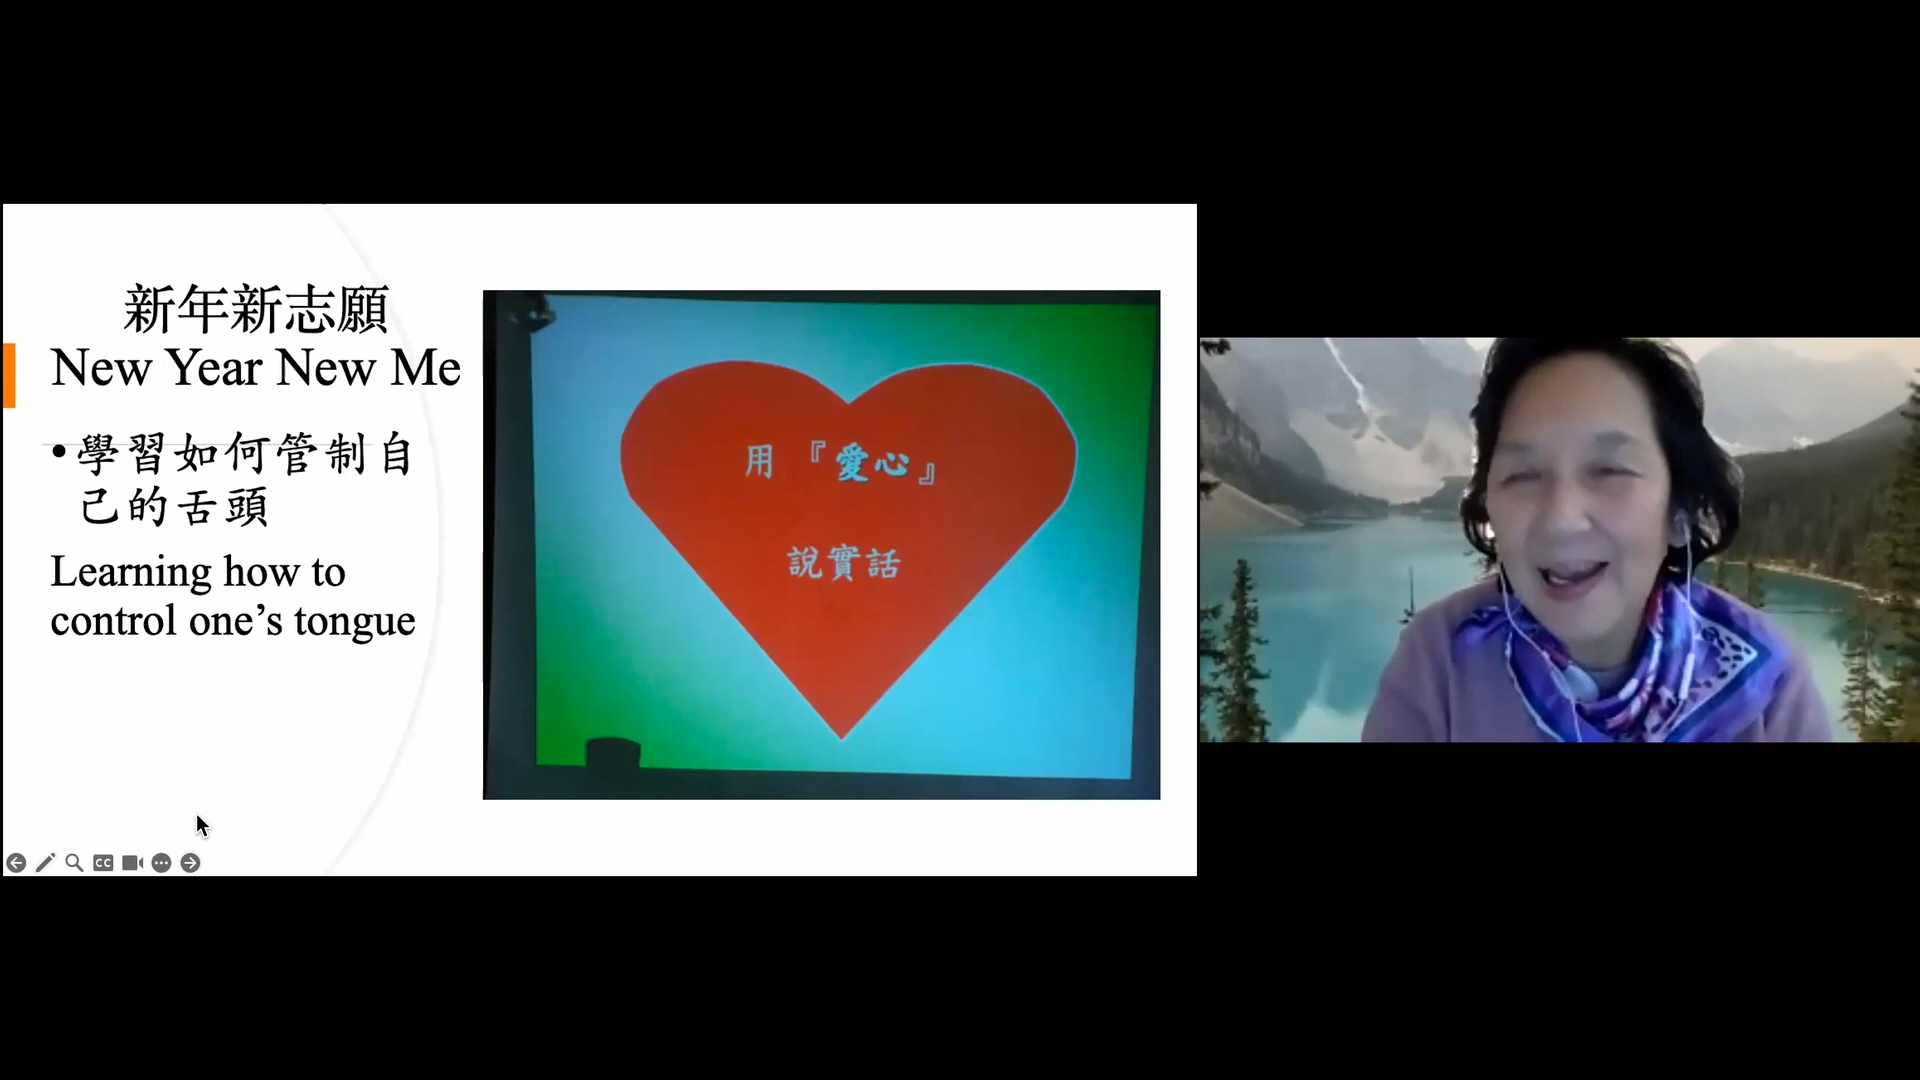 新年新志願
New Year New Me
•學習如何管制自
己的舌頭
Learning how to
control one’s tongue
用『愛心』
說實話
CC